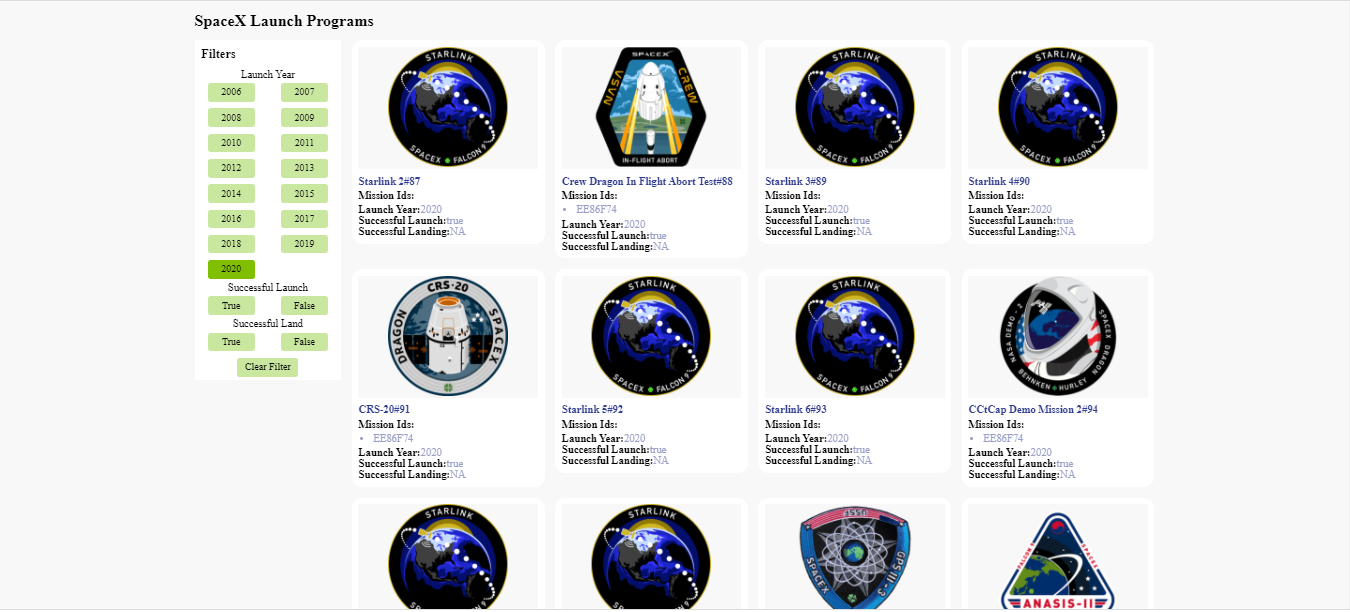 SpaceX Launch Programs
Filters
Launch Year
2006 2007
2008 2009
2010 2011
2012 2013
2014 2015
2016 2017
2018 2019
2020
Successful Launch
True False
Successful Land
True False
Clear Filter
STARLINK
SPACEX FALCON 9
Starlink 2#87
Mission Ids:
Launch Year:2020
Successful Launch:true
Successful Landing:NA
SPACEX
NASA CREW
IN-FLIGHT ABORT
Crew Dragon In Flight Abort Test#88
Mission Ids:
• EE86F74
Launch Year:2020
Successful Launch:true
Successful Landing:NA
STARLINK
SPACEX FALCON 9
Starlink 3#89
Mission Ids:
Launch Year:2020
Successful Launch:true
Successful Landing:NA
STARLINK
SPACEX FALCON 9
Starlink 4#90
Mission Ids:
Launch Year:2020
Successful Launch:true
Successful Landing:NA
CRS-20
DRAGON SPACEX
CRS-20#91
Mission Ids:
• EE86F74
Launch Year:2020
Successful Launch:true
Successful Landing:NA
STARLINK
SPACEX FALCON 9
Starlink 5#92
Mission Ids:
Launch Year:2020
Successful Launch:true
Successful Landing:NA
STARLINK
SPACEX FALCON 9
Starlink 6#93
Mission Ids:
Launch Year:2020
Successful Launch:true
Successful Landing:NA
NASA DEMO-2 SPACEX DRAGON
BEHNKEN HURLEY
CCtCap Demo Mission 2#94
Mission Ids:
• EE86F74
Launch Year:2020
Successful Launch:true
Successful Landing:NA
STARLINK
SPACEX FALCON 9
STARLINK
SPACEX FALCON 9
SPACEX GPS III-3
FALCON 9 SPACEX
ANASIS-II